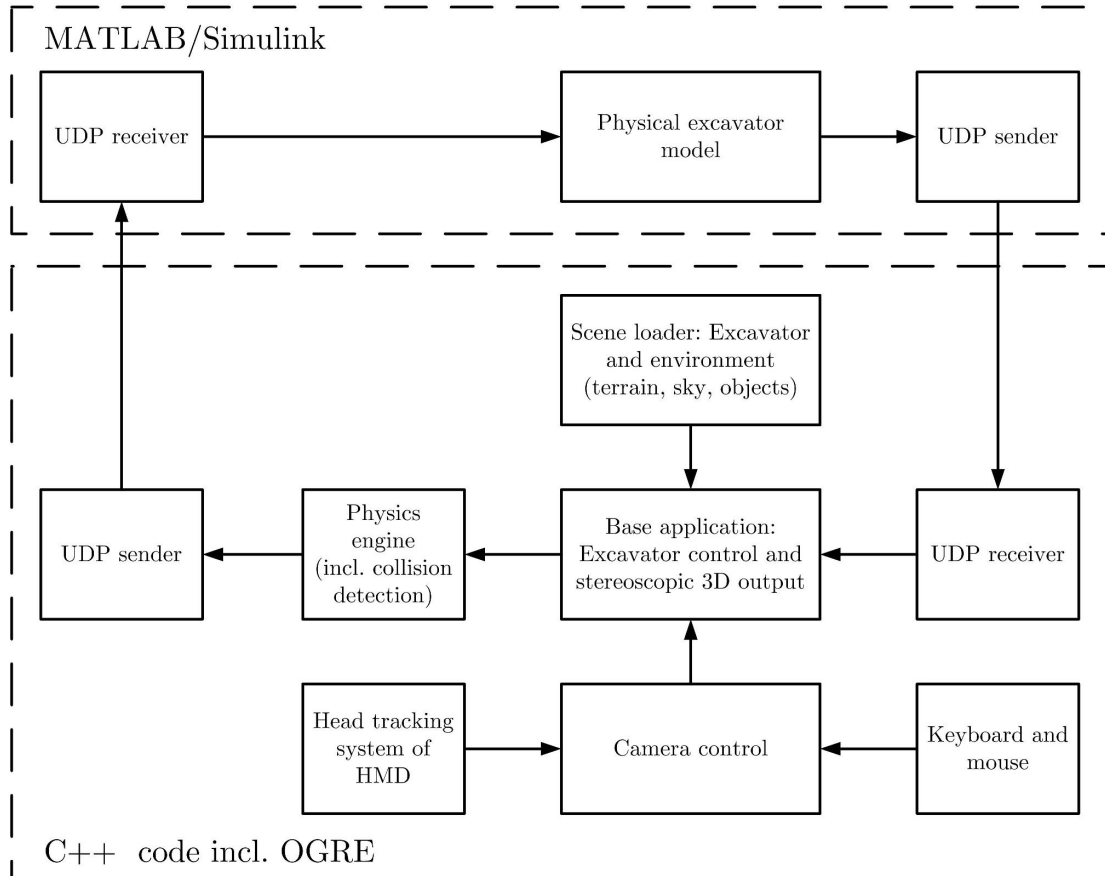 MATLAB/Simulink
UDP receiver
Physical excavator
model
UDP sender
Scene loader: Excavator
and environment
(terrain, sky, objects)
UDP sender
Physics
engine
(incl. collision
detection)
Base application:
Excavator control and
stereoscopic 3D output
UDP receiver
Head tracking
system of
HMD
Camera control
Keyboard and
mouse
C++ code incl. OGRE